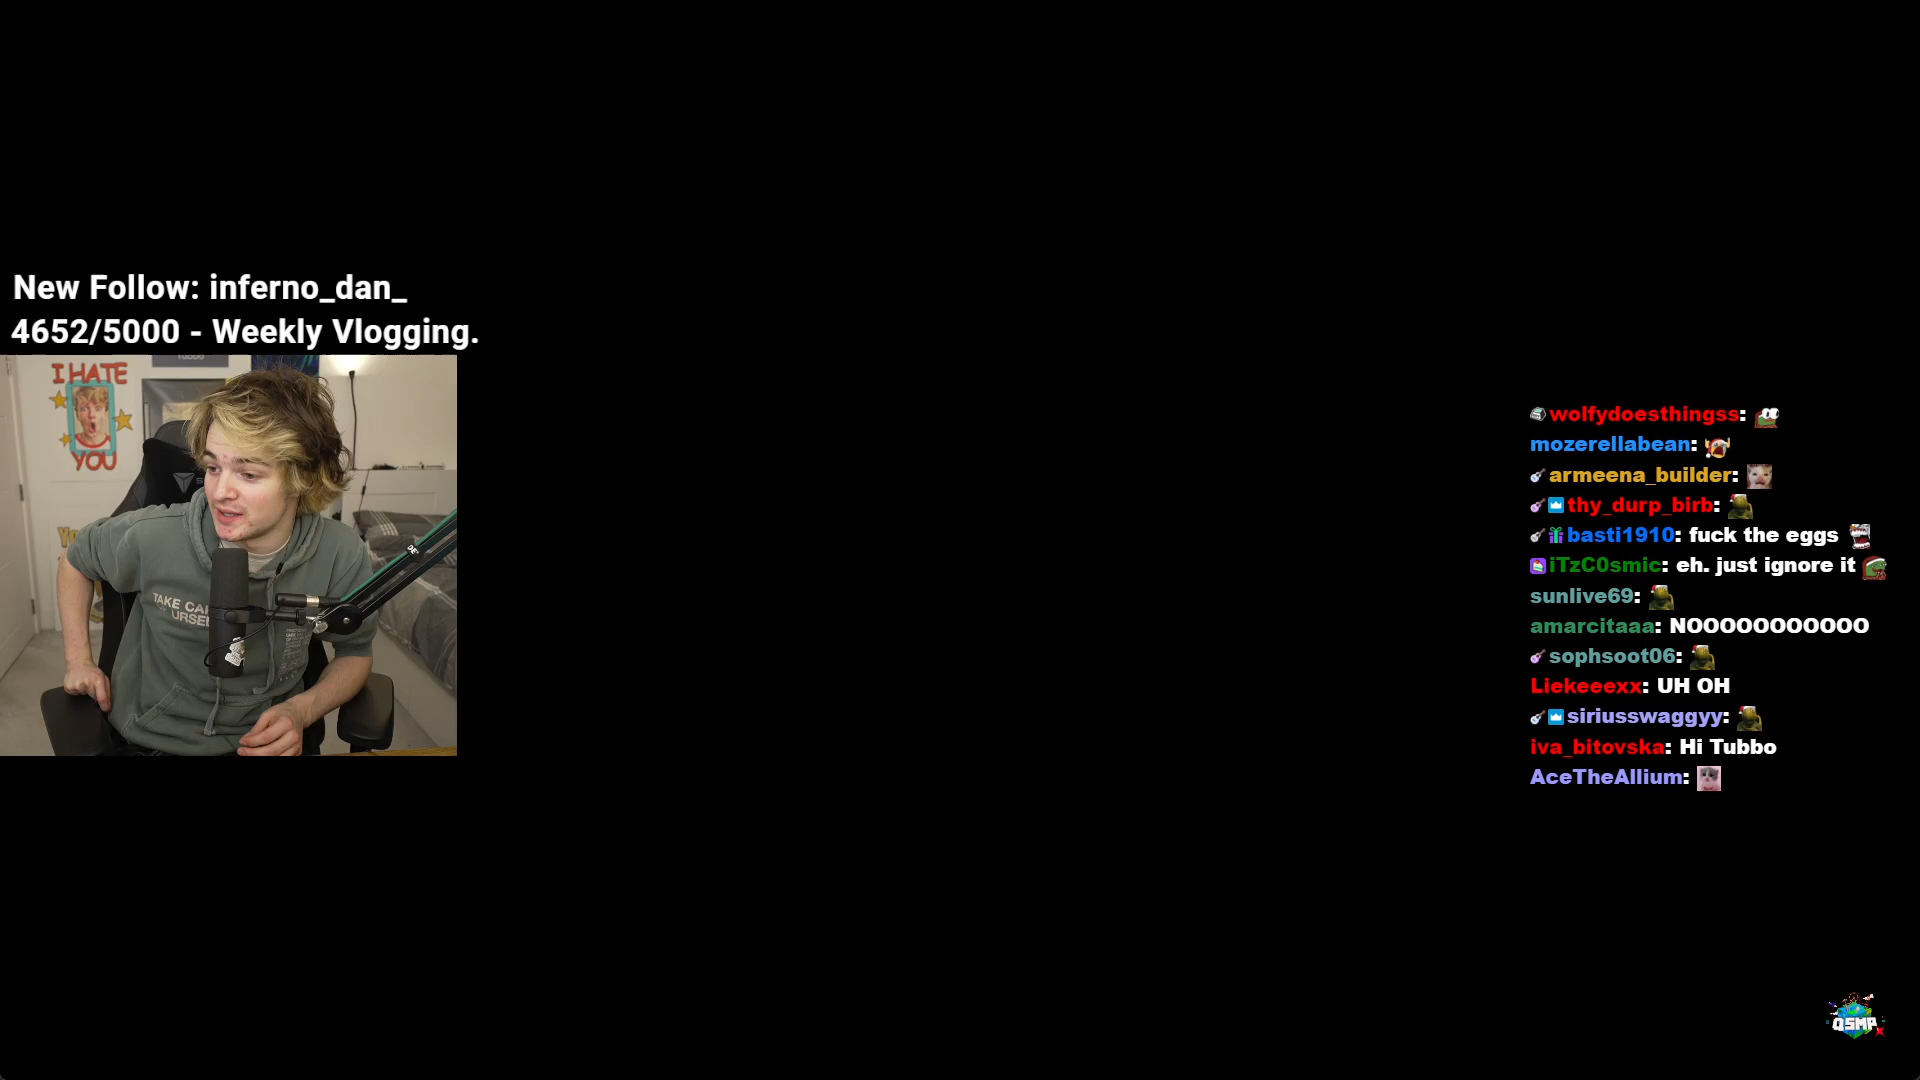 New Follow: inferno_dan_
4652/5000 - Weekly Vlogging.
I HATE
YOU
TAKE CA
URSEL
wolfydoesthingss:
mozerellabean:
armeena_builder:
thy_durp_birb:
basti1910: fuck the eggs
iTzC0smic: eh. just ignore it
sunlive69:
amarcitaaa: NOOOOOOOOOOO
sophsoot06:
Liekeeexx: UH OH
siriusswaggyy:
iva_bitovska: Hi Tubbo
AceTheAllium:
QSMP